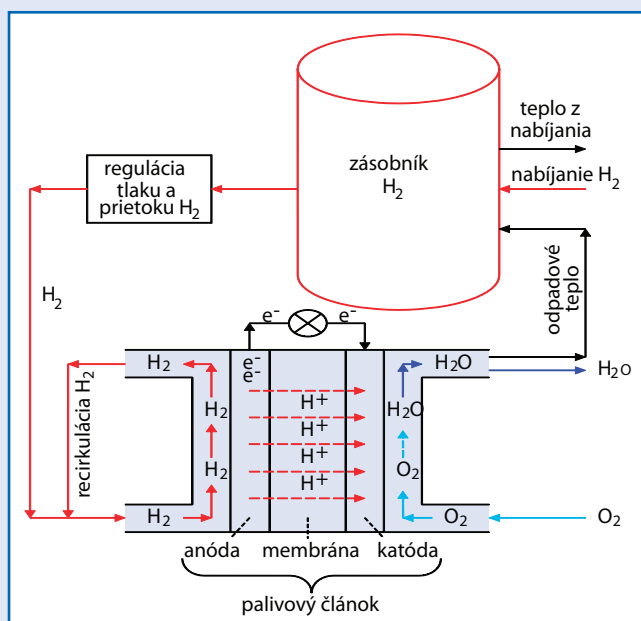 teplo z
nabíjania
zásobník
H2
nabíjanie H2
regulácia
tlaku a
prietoku H2
odpadové
teplo
H2
e- e-
H2 e- H2O
e-
H2O
recirkulácia H2
H2 H+ H2O
H+
H2 H+ O2
H+
H2 O2 O2
anóda membrána katóda
palivový článok